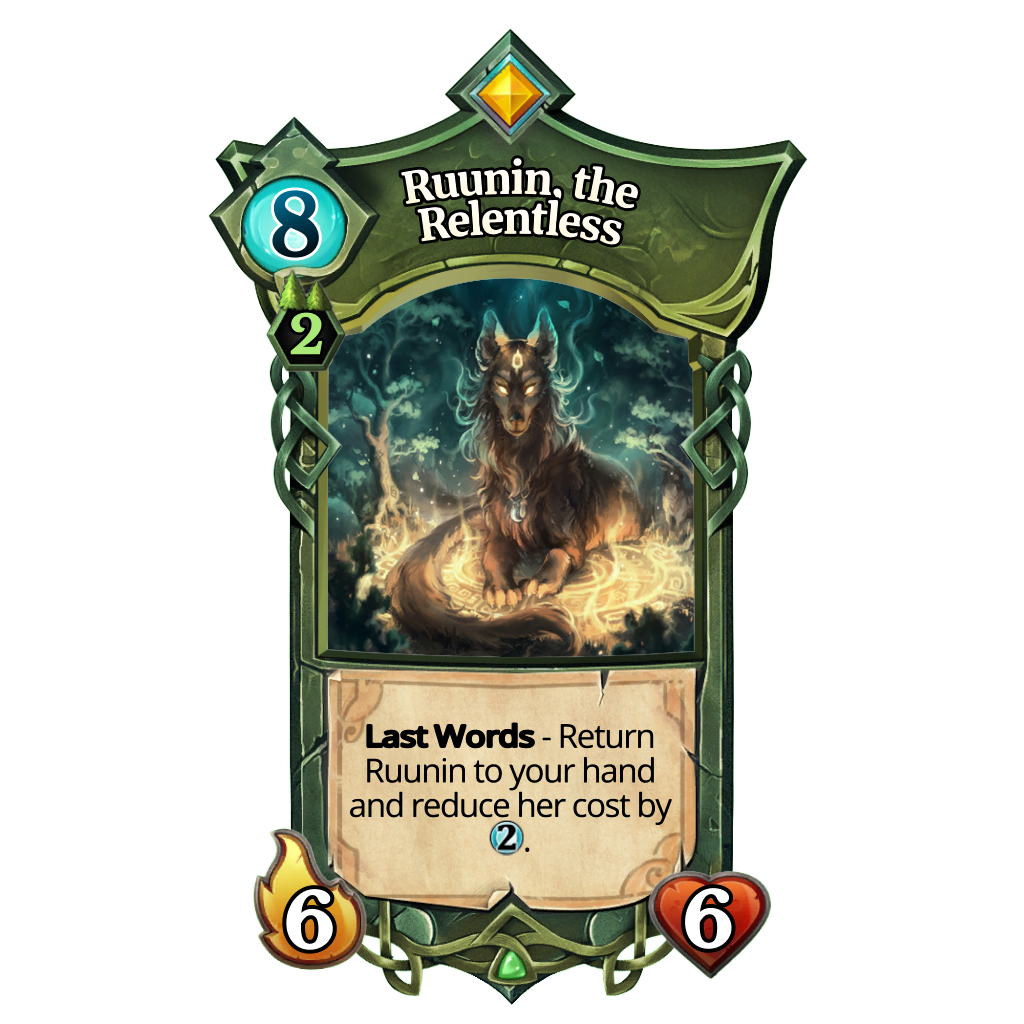 Ruunin, the
Relentless
8
2
Last Words - Return
Ruunin to your hand
and reduce her cost by
2.
6
6